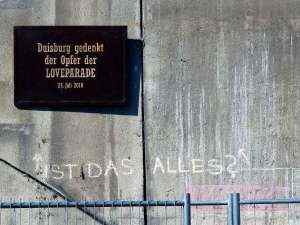 Duisburg gedenkt
der Opfer der
LOVEPARADE
24. Juli 2010
IST DAS ALLES?